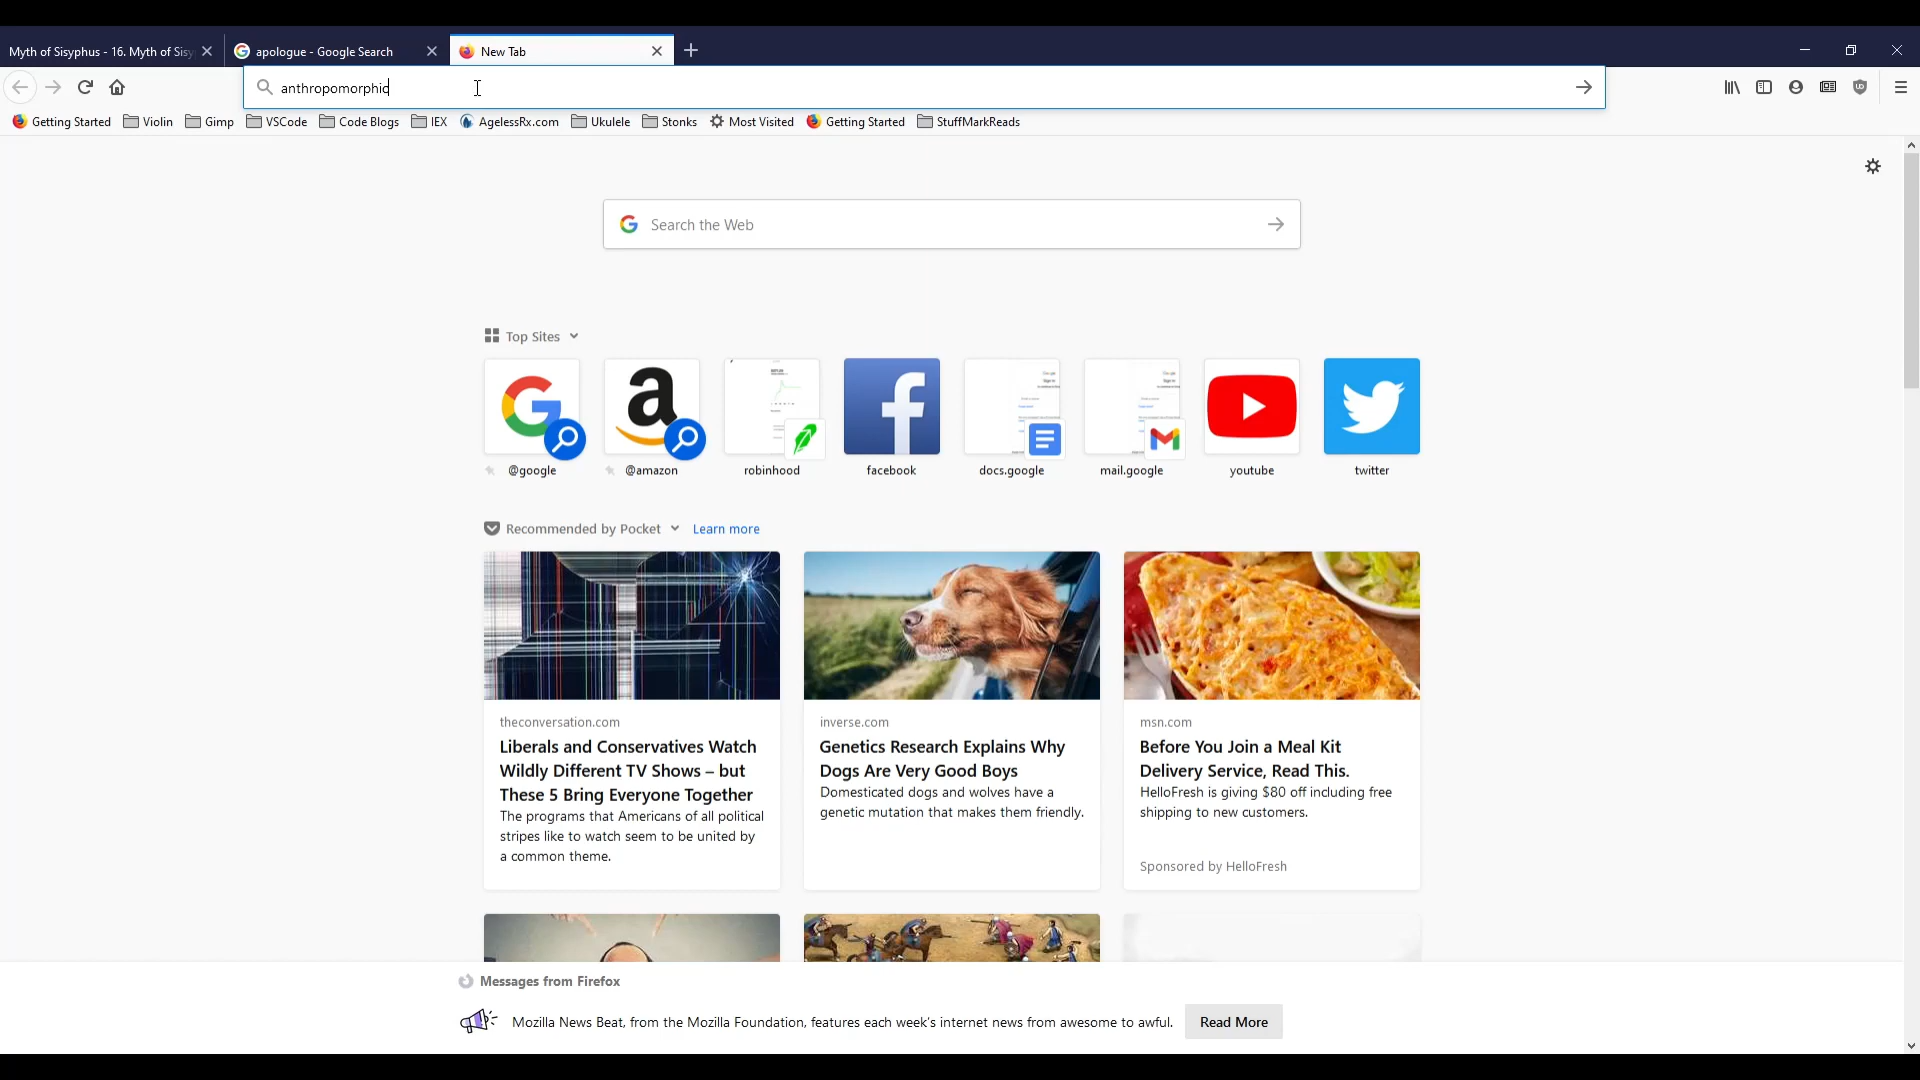 Myth of Sisyphus - 16. Myth of Sisy
apologue - Google Search
New Tab
anthropomorphic
Getting Started
Violin
Gimp
VSCode
Code Blogs
IEX
AgelessRx.com
Ukulele
Stonks
Most Visited
Getting Started
StuffMarkReads
Search the Web
Top Sites
@google
@amazon
robinhood
facebook
docs.google
mail.google
youtube
twitter
Recommended by Pocket
Learn more
theconversation.com
Liberals and Conservatives Watch
Wildly Different TV Shows – but
These 5 Bring Everyone Together
The programs that Americans of all political
stripes like to watch seem to be united by
a common theme.
inverse.com
Genetics Research Explains Why
Dogs Are Very Good Boys
Domesticated dogs and wolves have a
genetic mutation that makes them friendly.
msn.com
Before You Join a Meal Kit
Delivery Service, Read This.
HelloFresh is giving $80 off including free
shipping to new customers.
Sponsored by HelloFresh
Messages from Firefox
Mozilla News Beat, from the Mozilla Foundation, features each week's internet news from awesome to awful.
Read More